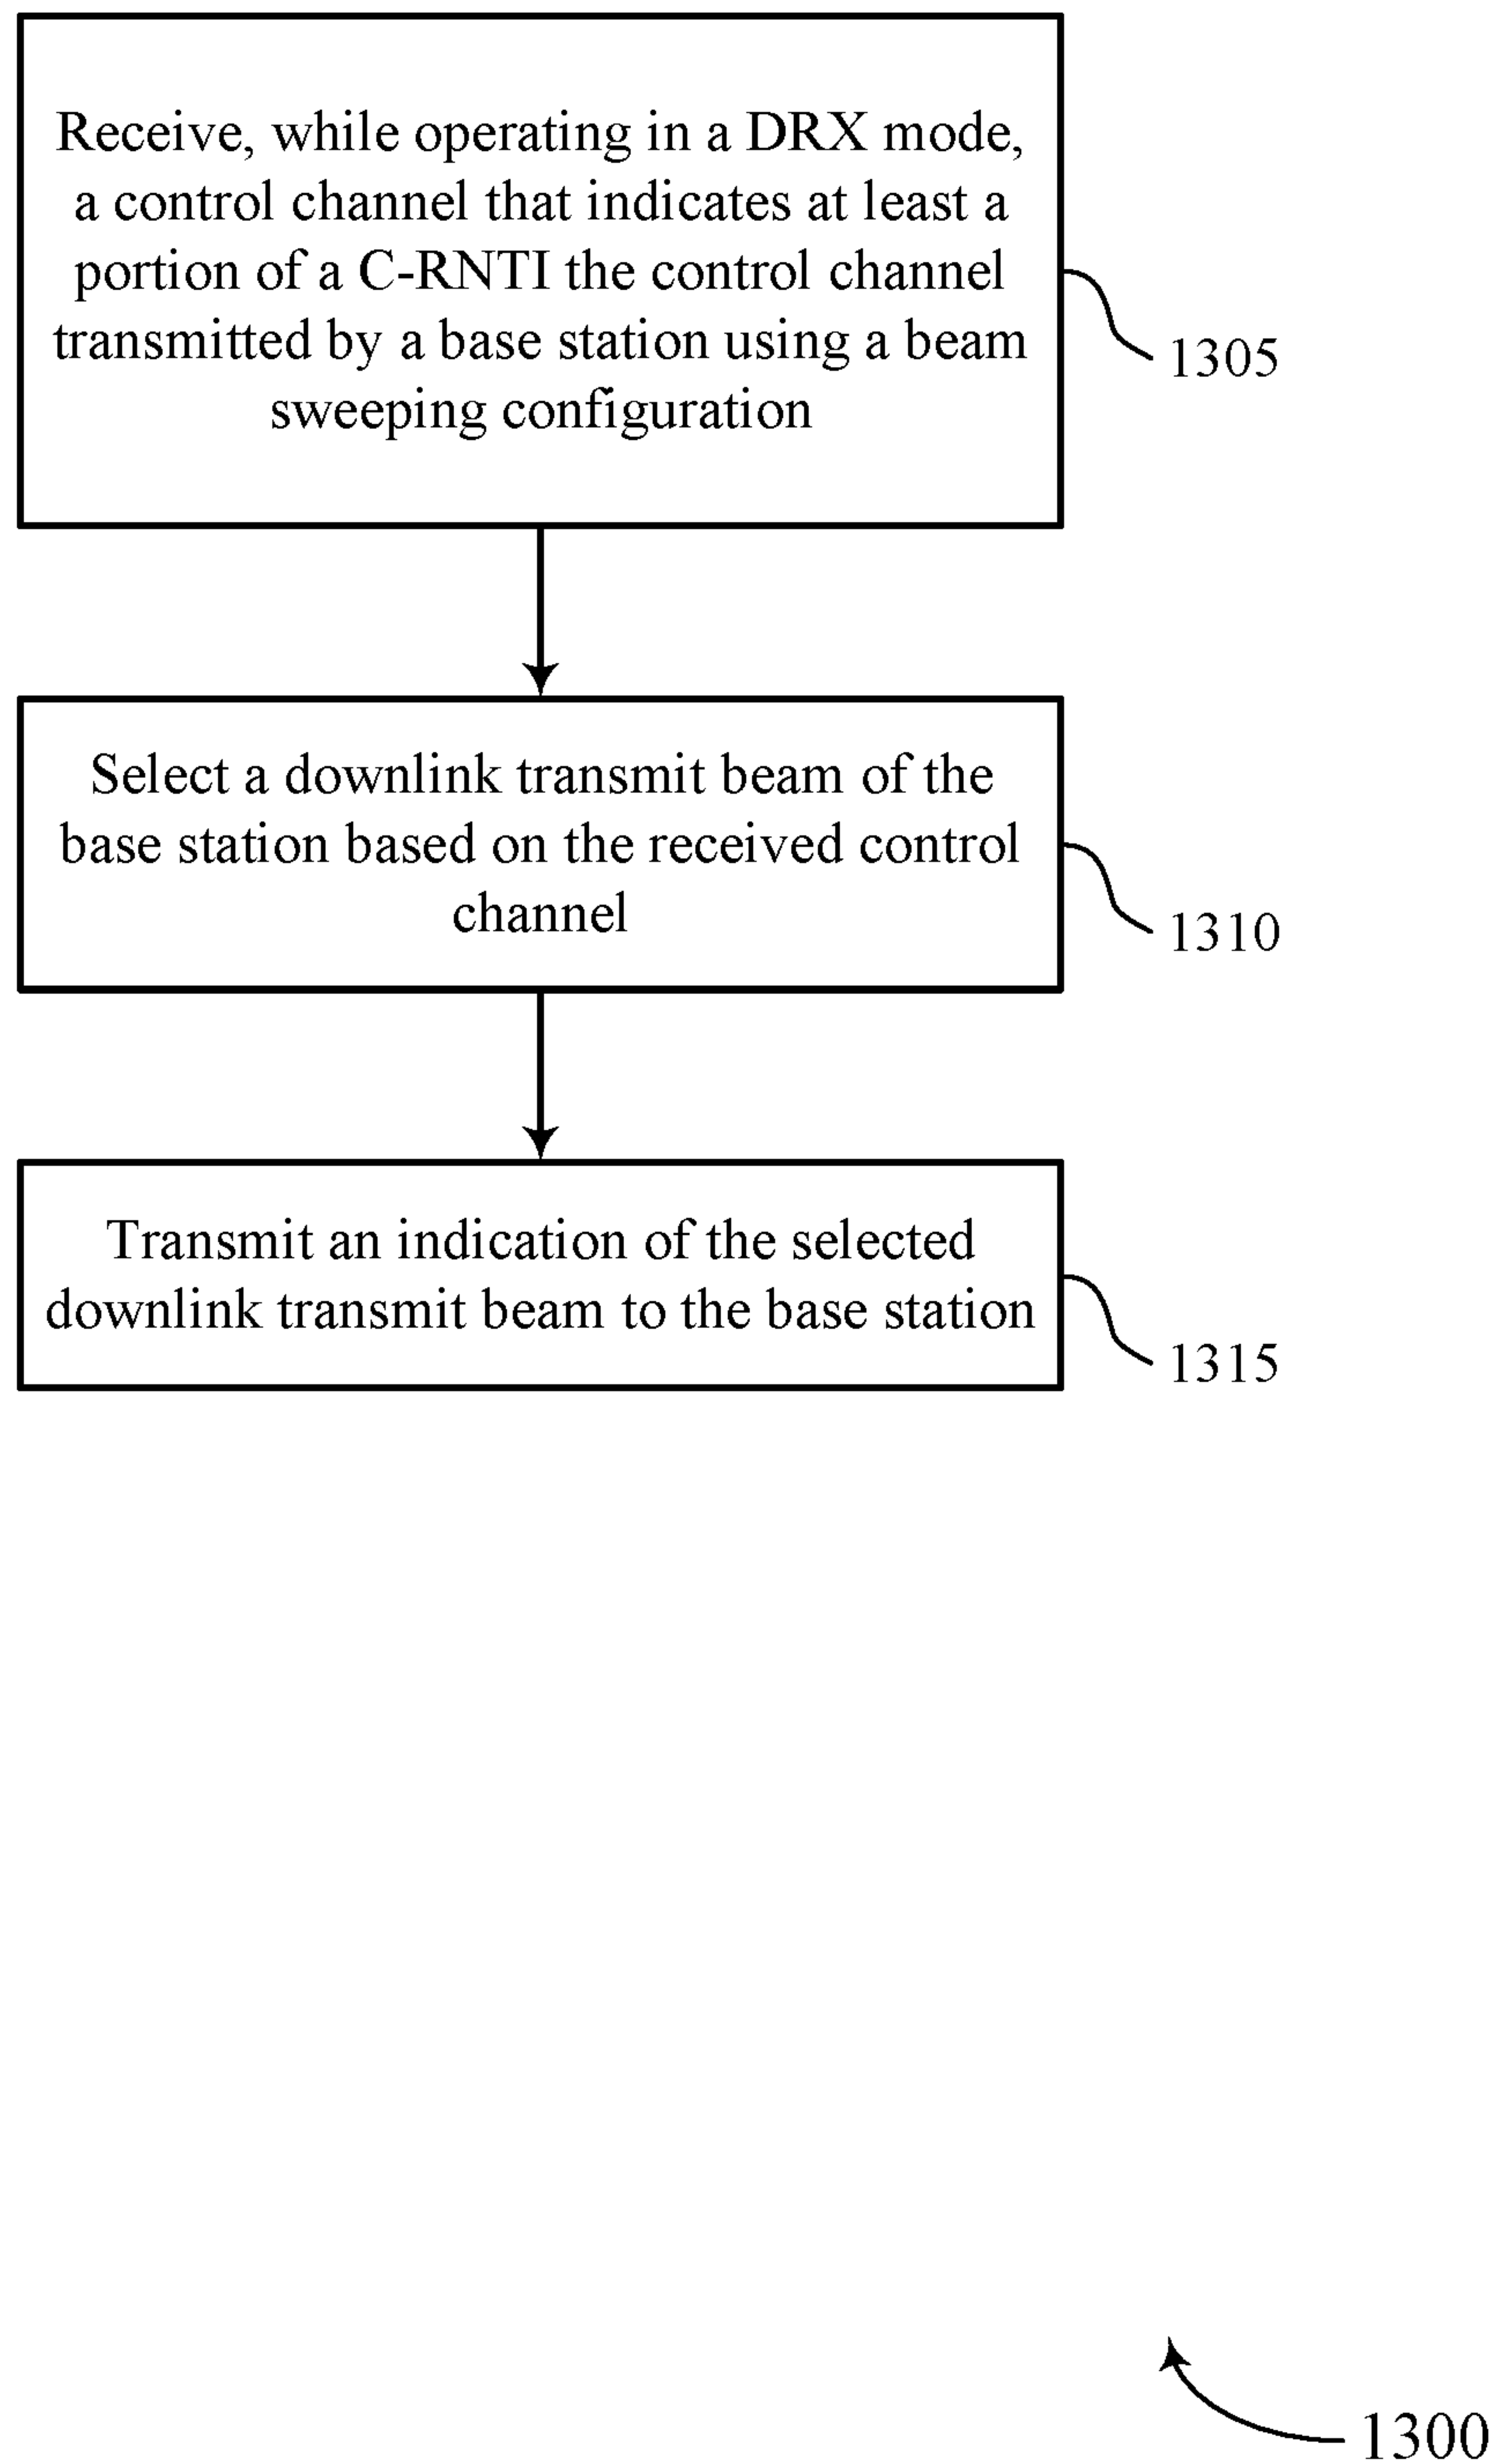 Receive, while operating in a DRX mode,
a control channel that indicates at least a
portion of a C-RNTI the control channel
transmitted by a base station using a beam
sweeping configuration
1305
Select a downlink transmit beam of the
base station based on the received control
channel
1310
Transmit an indication of the selected
downlink transmit beam to the base station
1315
1300